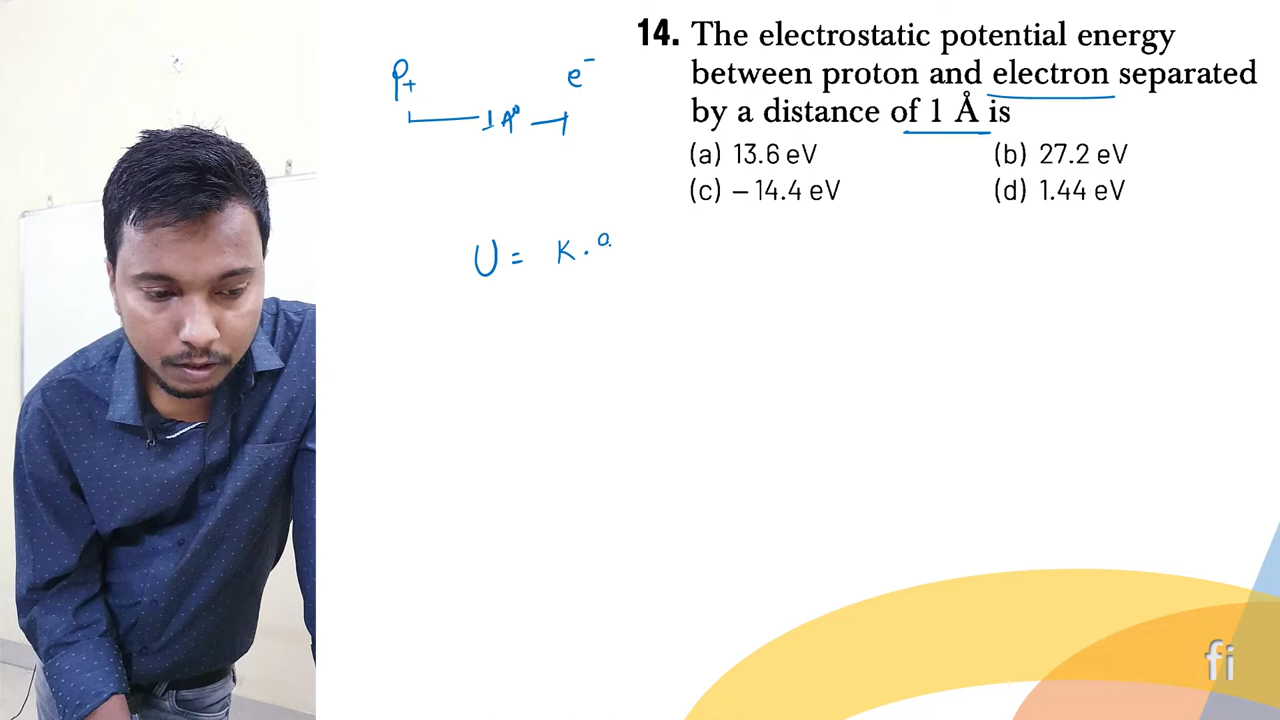 14. The electrostatic potential energy
between proton and electron separated
by a distance of 1 Å is
(a) 13.6 eV (b) 27.2 eV
(c) – 14.4 eV (d) 1.44 eV
P+ e⁻
1 A°
U = K .
fi